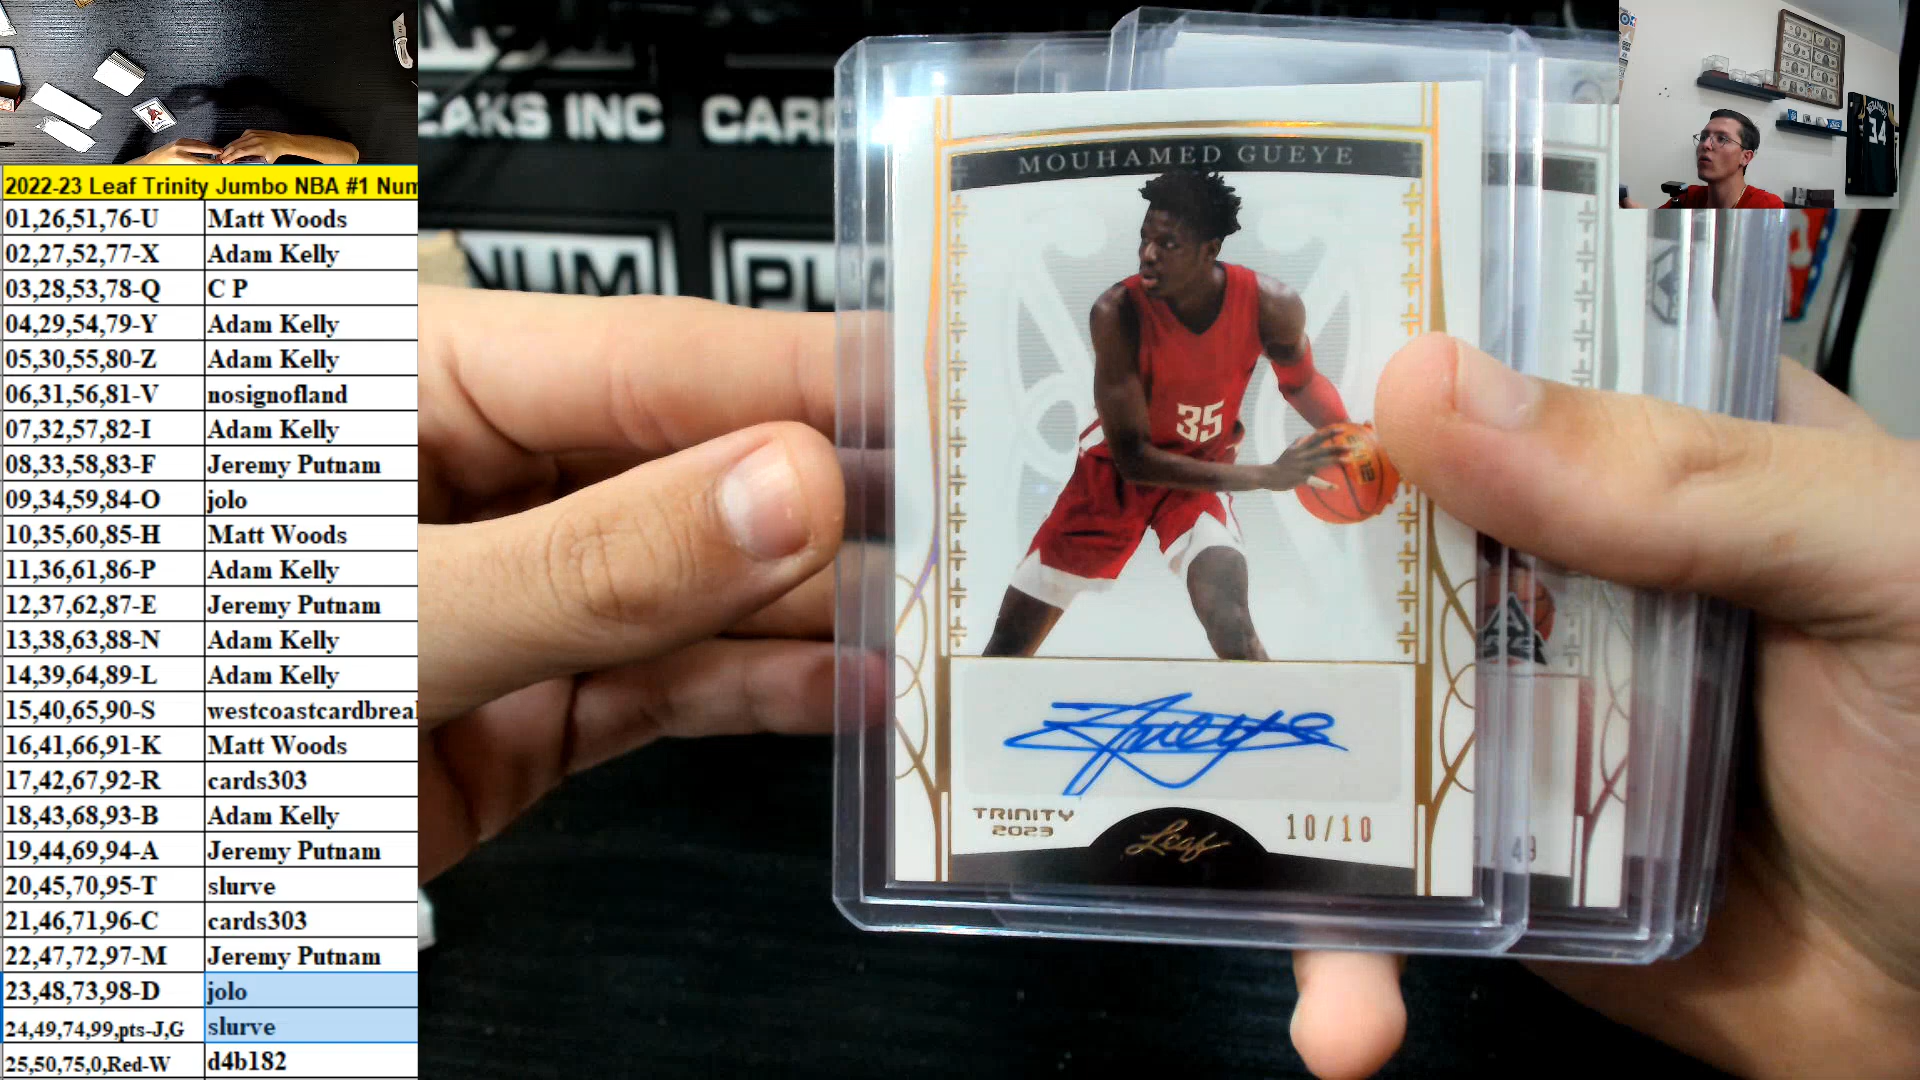 2022-23 Leaf Trinity Jumbo NBA #1 Num
01,26,51,76-U Matt Woods
02,27,52,77-X Adam Kelly
03,28,53,78-Q C P
04,29,54,79-Y Adam Kelly
05,30,55,80-Z Adam Kelly
06,31,56,81-V nosignofland
07,32,57,82-I Adam Kelly
08,33,58,83-F Jeremy Putnam
09,34,59,84-O jolo
10,35,60,85-H Matt Woods
11,36,61,86-P Adam Kelly
12,37,62,87-E Jeremy Putnam
13,38,63,88-N Adam Kelly
14,39,64,89-L Adam Kelly
15,40,65,90-S westcoastcardbreak
16,41,66,91-K Matt Woods
17,42,67,92-R cards303
18,43,68,93-B Adam Kelly
19,44,69,94-A Jeremy Putnam
20,45,70,95-T slurve
21,46,71,96-C cards303
22,47,72,97-M Jeremy Putnam
23,48,73,98-D jolo
24,49,74,99,pts-J,G slurve
25,50,75,0,Red-W d4b182
NUM
EAKS INC CARD
NUM PL
MOUHAMED GUEYE
35
TRINITY
2023
Leaf
10/10
49
34